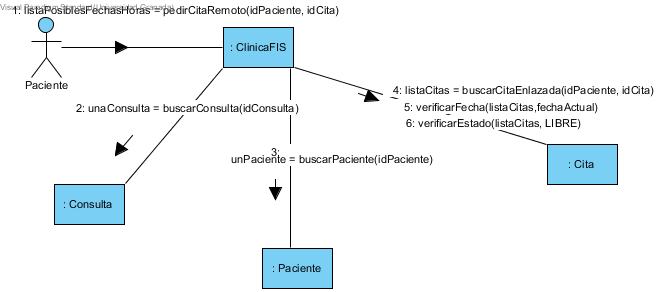 1: listaPosiblesFechasHoras = pedirCitaRemoto(idPaciente, idCita)
: ClinicaFIS
Paciente
4: listaCitas = buscarCitaEnlazada(idPaciente, idCita)
2: unaConsulta = buscarConsulta(idConsulta)
5: verificarFecha(listaCitas,fechaActual)
6: verificarEstado(listaCitas, LIBRE)
3:
unPaciente = buscarPaciente(idPaciente)
: Cita
: Consulta
: Paciente